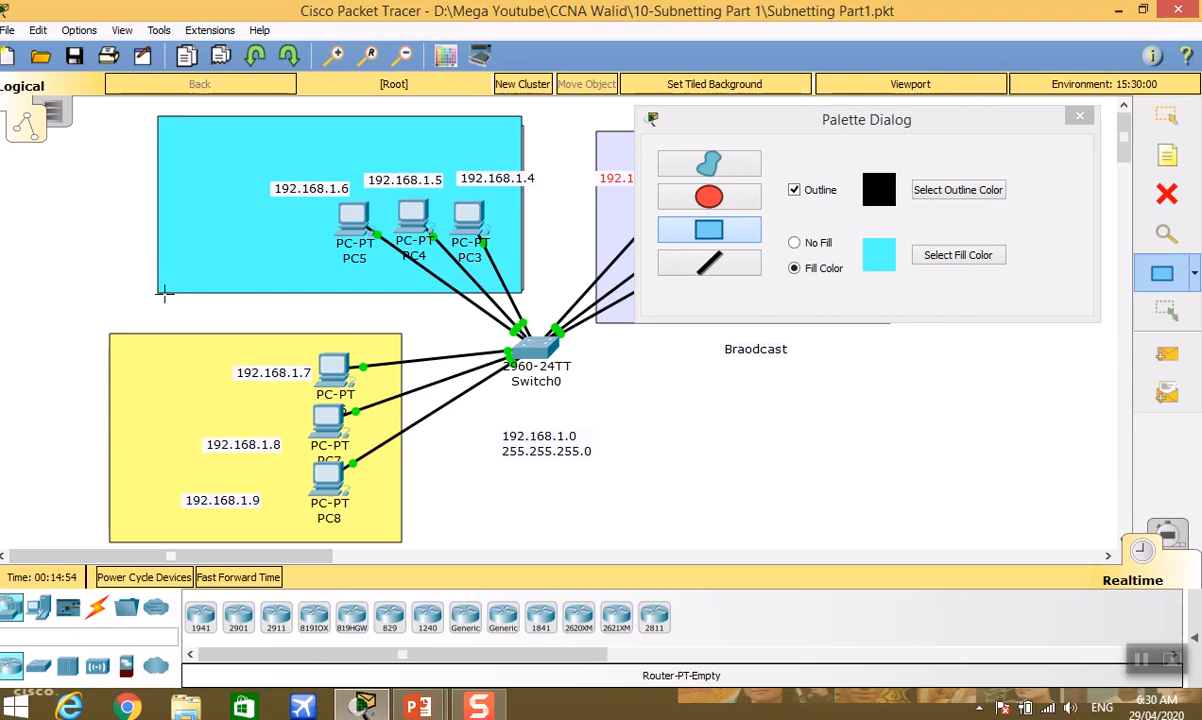 Cisco Packet Tracer - D:\Mega Youtube\CCNA Walid\10-Subnetting Part 1\Subnetting Part1.pkt
File Edit Options View Tools Extensions Help
Logical Back [Root] New Cluster Move Object Set Tiled Background Viewport Environment: 15:30:00
Palette Dialog
Outline Select Outline Color
No Fill
Fill Color Select Fill Color
192.168.1.6 192.168.1.5 192.168.1.4 192.1
PC-PT PC-PT PC-PT
PC5 PC4 PC3
Braodcast
2960-24TT
Switch0
192.168.1.7
PC-PT
192.168.1.8
PC-PT
PC7
192.168.1.9
PC-PT
PC8
192.168.1.0
255.255.255.0
Time: 00:14:54 Power Cycle Devices Fast Forward Time Realtime
1941 2901 2911 819IOX 819HGW 829 1240 Generic Generic 1841 2620XM 2621XM 2811
Router-PT-Empty
CISCO
ENG
6:30 AM
29/04/2020